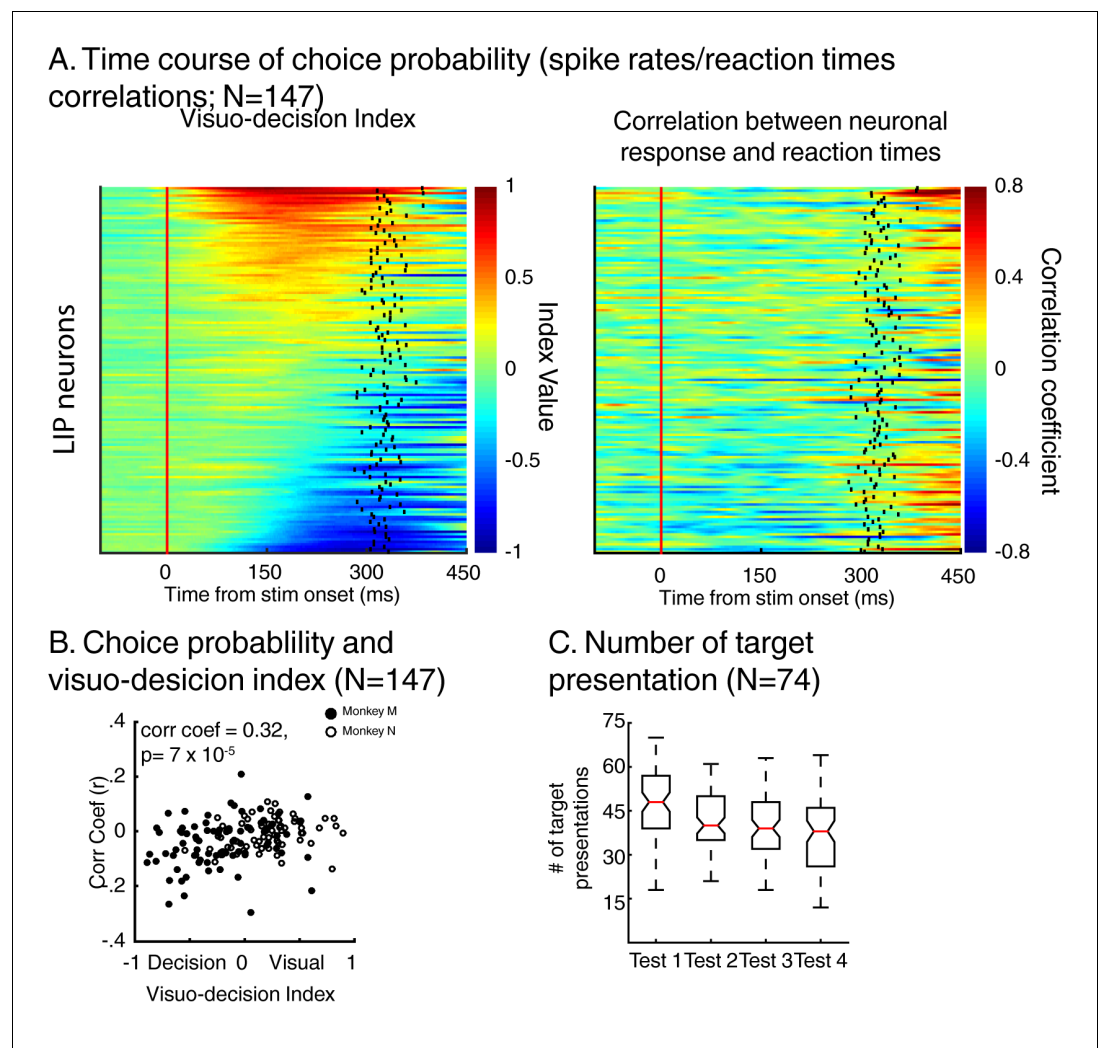 A. Time course of choice probability (spike rates/reaction times
correlations; N=147)
Visuo-decision Index
Correlation between neuronal
response and reaction times
LIP neurons
1
0.5
0
-0.5
-1
Index Value
0 150 300 450
Time from stim onset (ms)
0.8
0.4
0
-0.4
-0.8
Correlation coefficient
0 150 300 450
Time from stim onset (ms)
B. Choice probablility and
visuo-desicion index (N=147)
Monkey M
Monkey N
corr coef = 0.32,
p= 7 x 10-5
Corr Coef (r)
.4
.2
0
-.2
-.4
-1 Decision 0 Visual 1
Visuo-decision Index
C. Number of target
presentation (N=74)
# of target
presentations
75
60
45
30
15
Test 1 Test 2 Test 3 Test 4